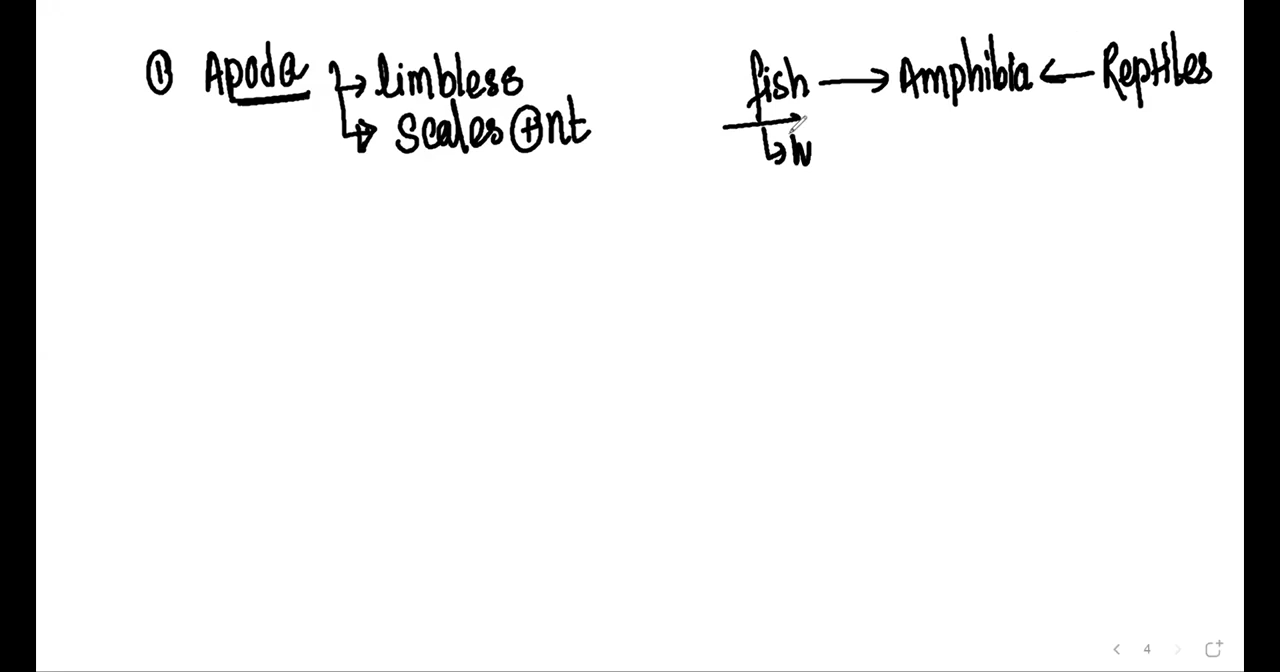 ① Apoda → limbless
→ Scales ⊕nt
fish → Amphibia ← Reptiles
↳ w
4